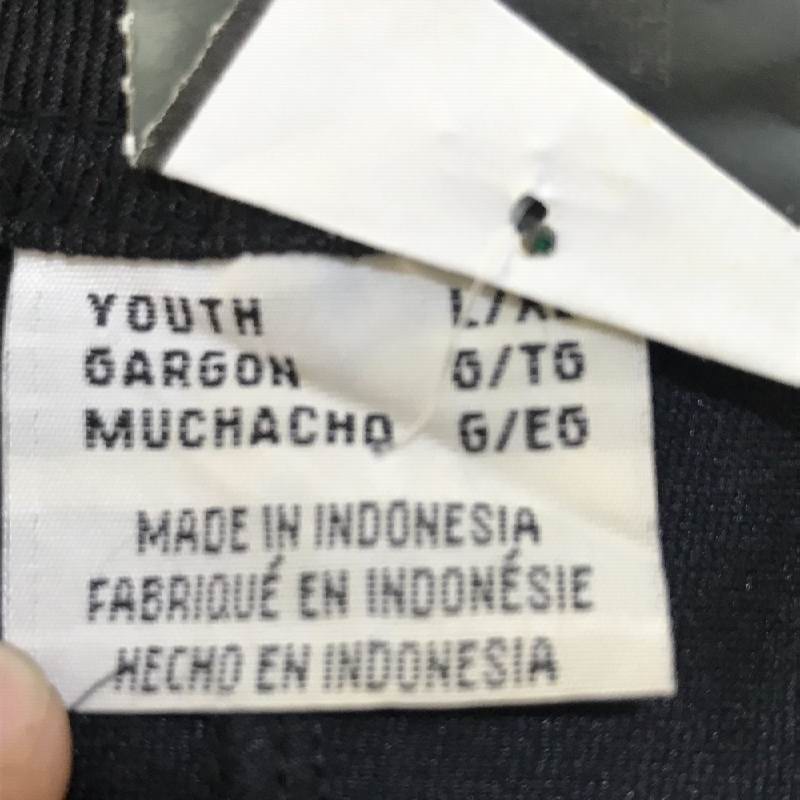 YOUTH L/XL
GARGON G/TG
MUCHACHO G/EG
MADE IN INDONESIA
FABRIQUÉ EN INDONÉSIE
HECHO EN INDONESIA